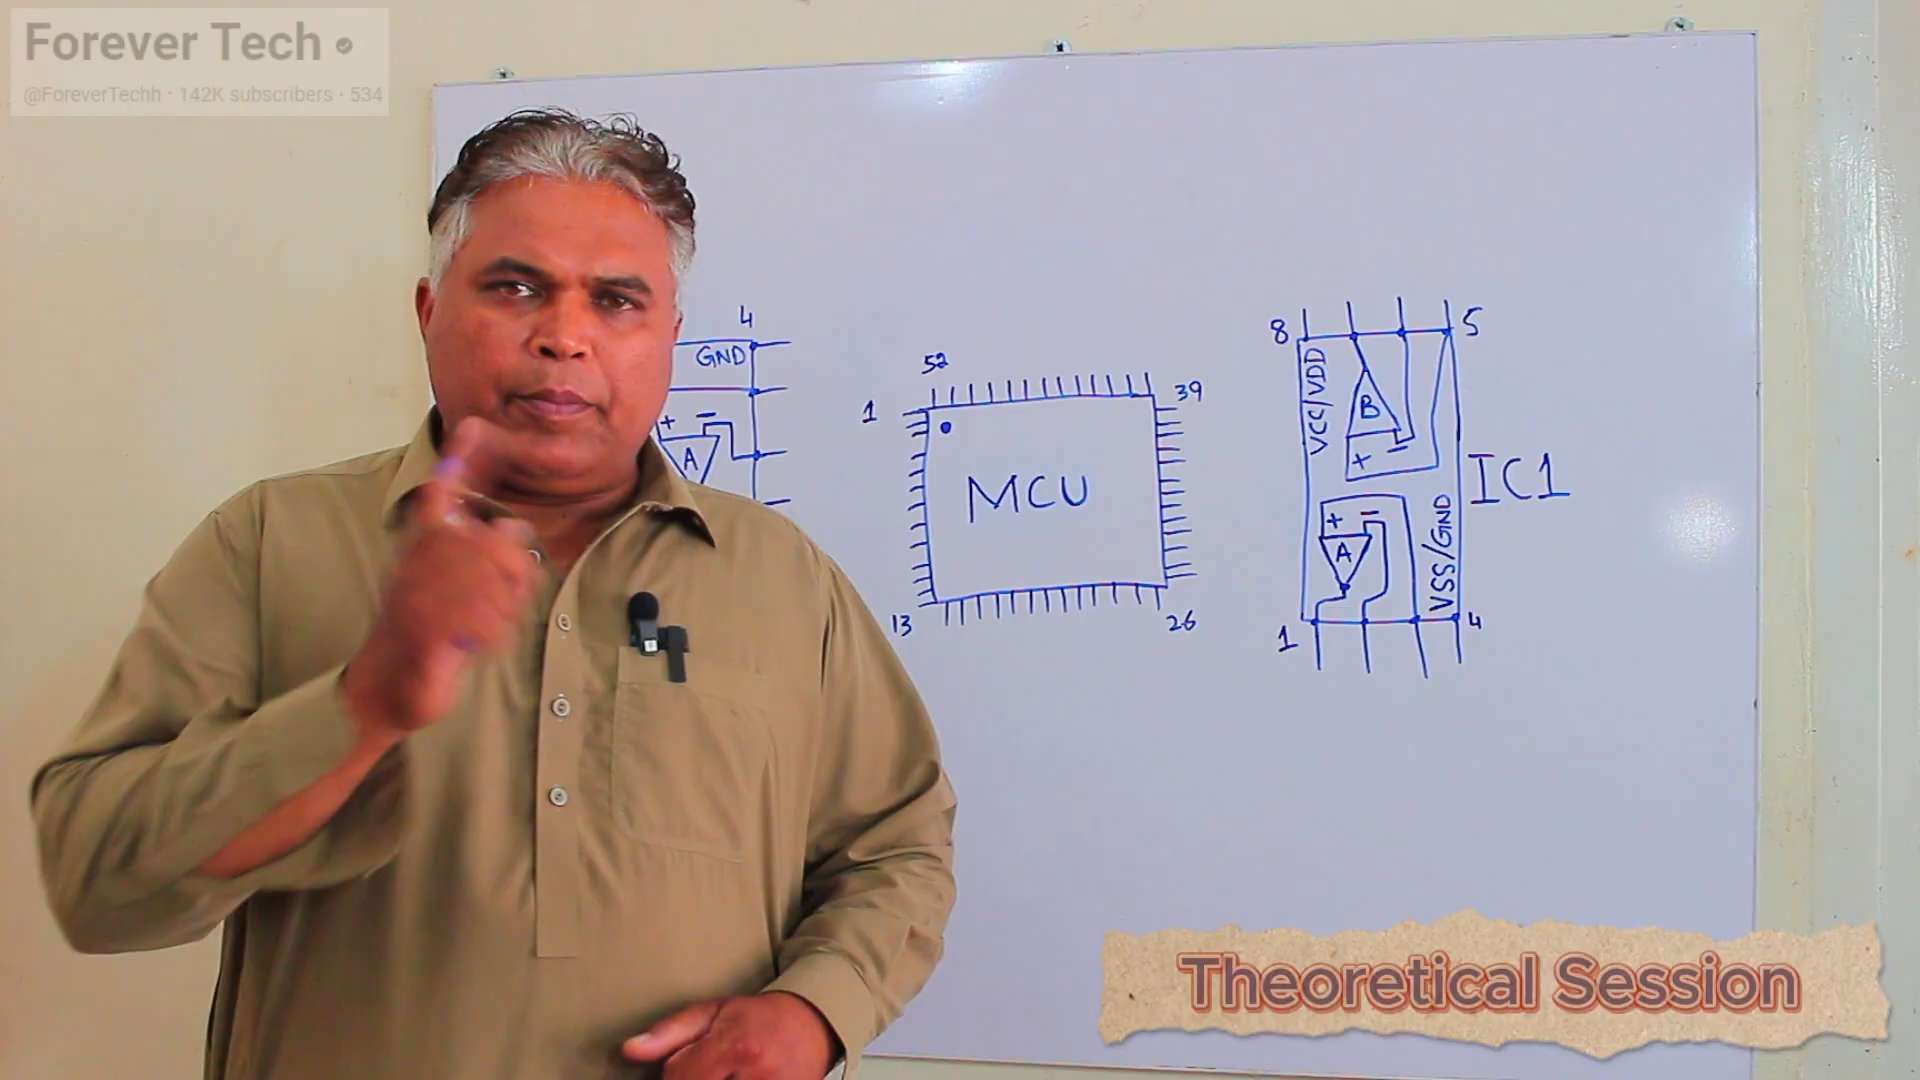 Forever Tech
@ForeverTechh · 142K subscribers · 534
4
GND
+ -
A
52
1
39
MCU
13
26
8
5
VCC/VDD
B
+ -
IC1
+ -
A
VSS/GND
1
4
Theoretical Session